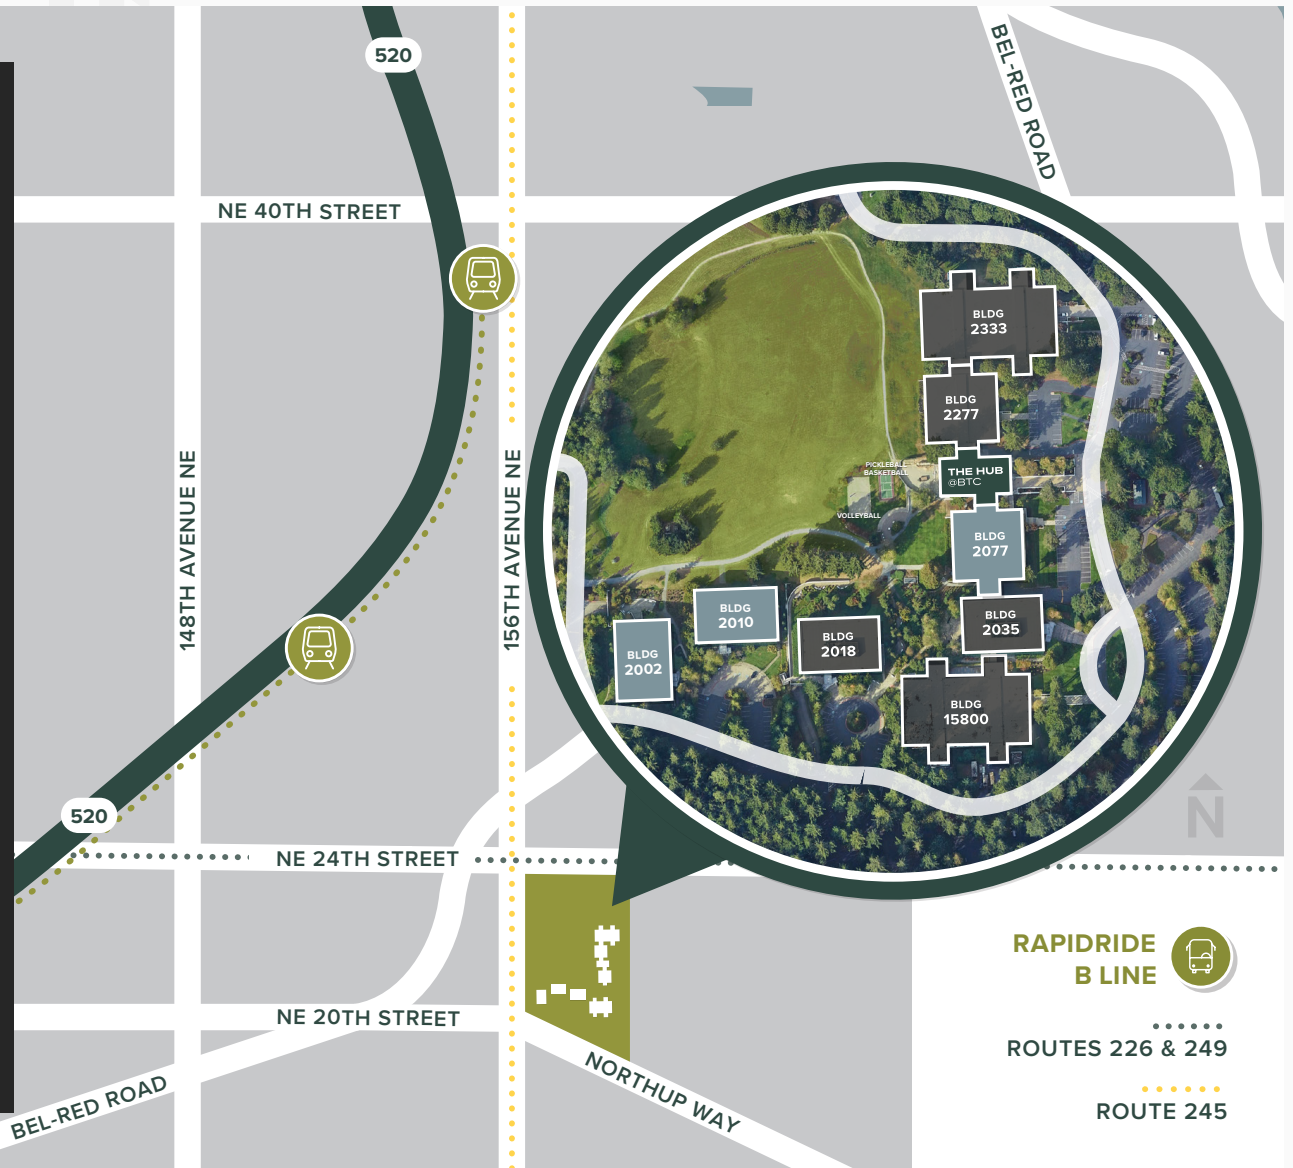 520
BEL-RED ROAD
NE 40TH STREET
BLDG
2333
BLDG
2277
148TH AVENUE NE
156TH AVENUE NE
PICKLEBALL
BASKETBALL
THE HUB
@BTC
VOLLEYBALL
BLDG
2077
BLDG
2010
BLDG
2035
BLDG
2018
BLDG
2002
BLDG
15800
520
N
NE 24TH STREET
RAPIDRIDE
B LINE
NE 20TH STREET
ROUTES 226 & 249
BEL-RED ROAD
NORTHUP WAY
ROUTE 245